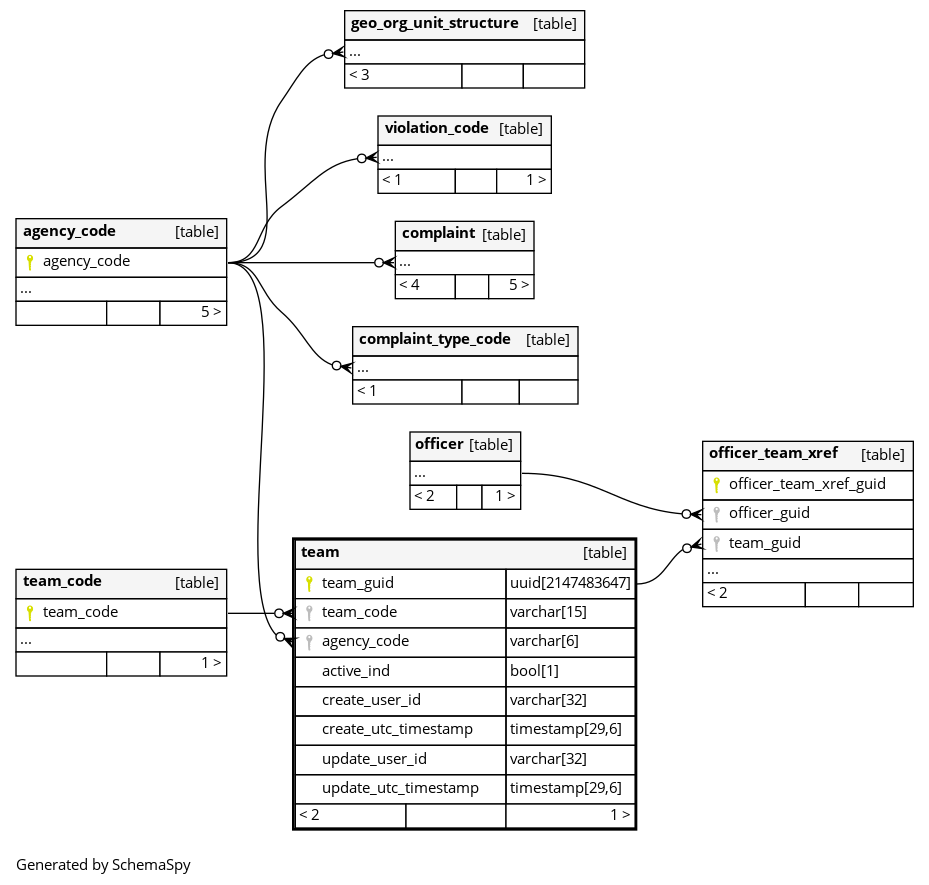 geo_org_unit_structure [table]
...
< 3
violation_code [table]
...
< 1 1 >
agency_code [table]
agency_code
...
5 >
complaint [table]
...
< 4 5 >
complaint_type_code [table]
...
< 1
officer [table]
...
< 2 1 >
officer_team_xref [table]
officer_team_xref_guid
officer_guid
team_guid
...
< 2
team [table]
team_guid uuid[2147483647]
team_code varchar[15]
agency_code varchar[6]
active_ind bool[1]
create_user_id varchar[32]
create_utc_timestamp timestamp[29,6]
update_user_id varchar[32]
update_utc_timestamp timestamp[29,6]
< 2 1 >
team_code [table]
team_code
...
1 >
Generated by SchemaSpy